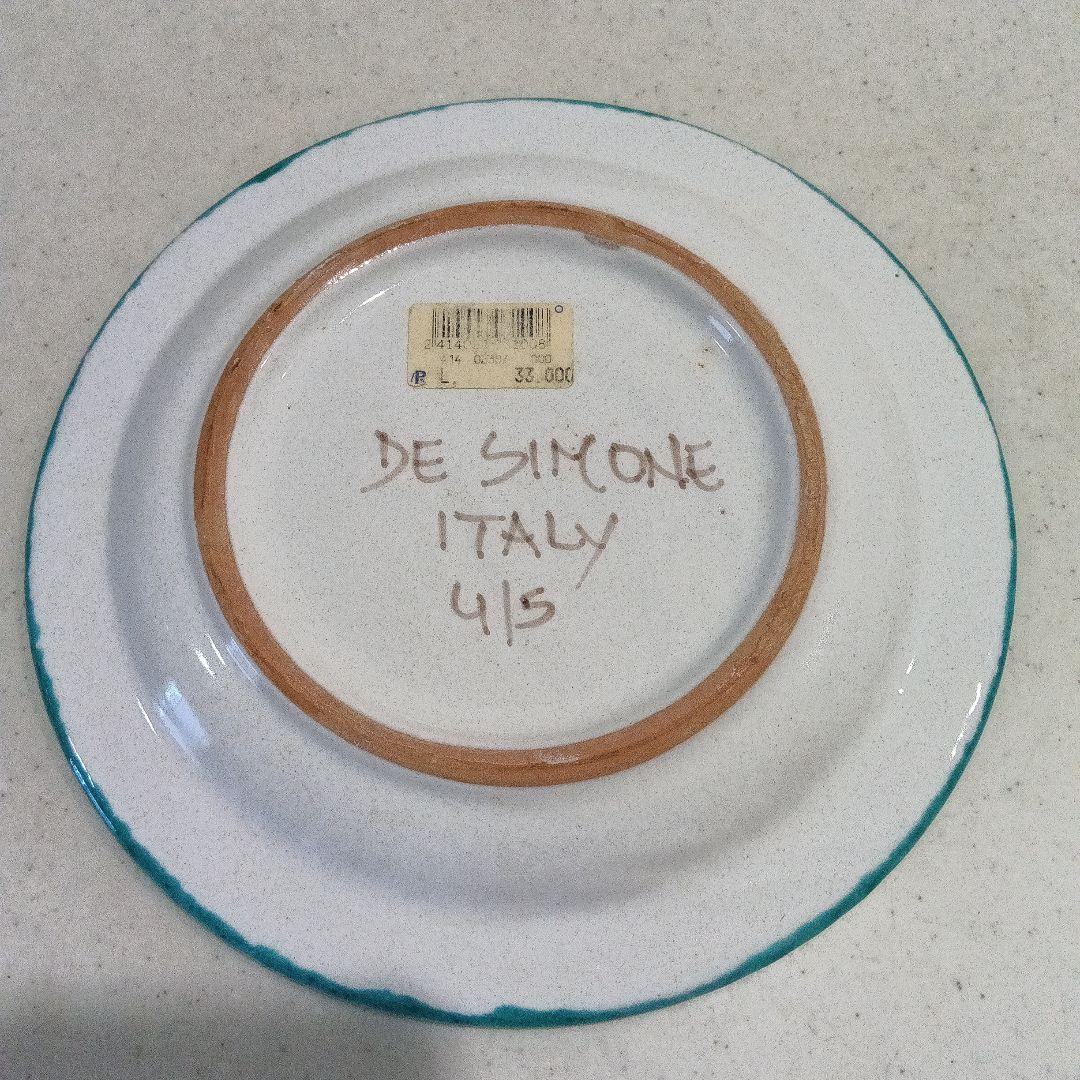 L. 33.000
DE SIMONE
ITALY
4/5